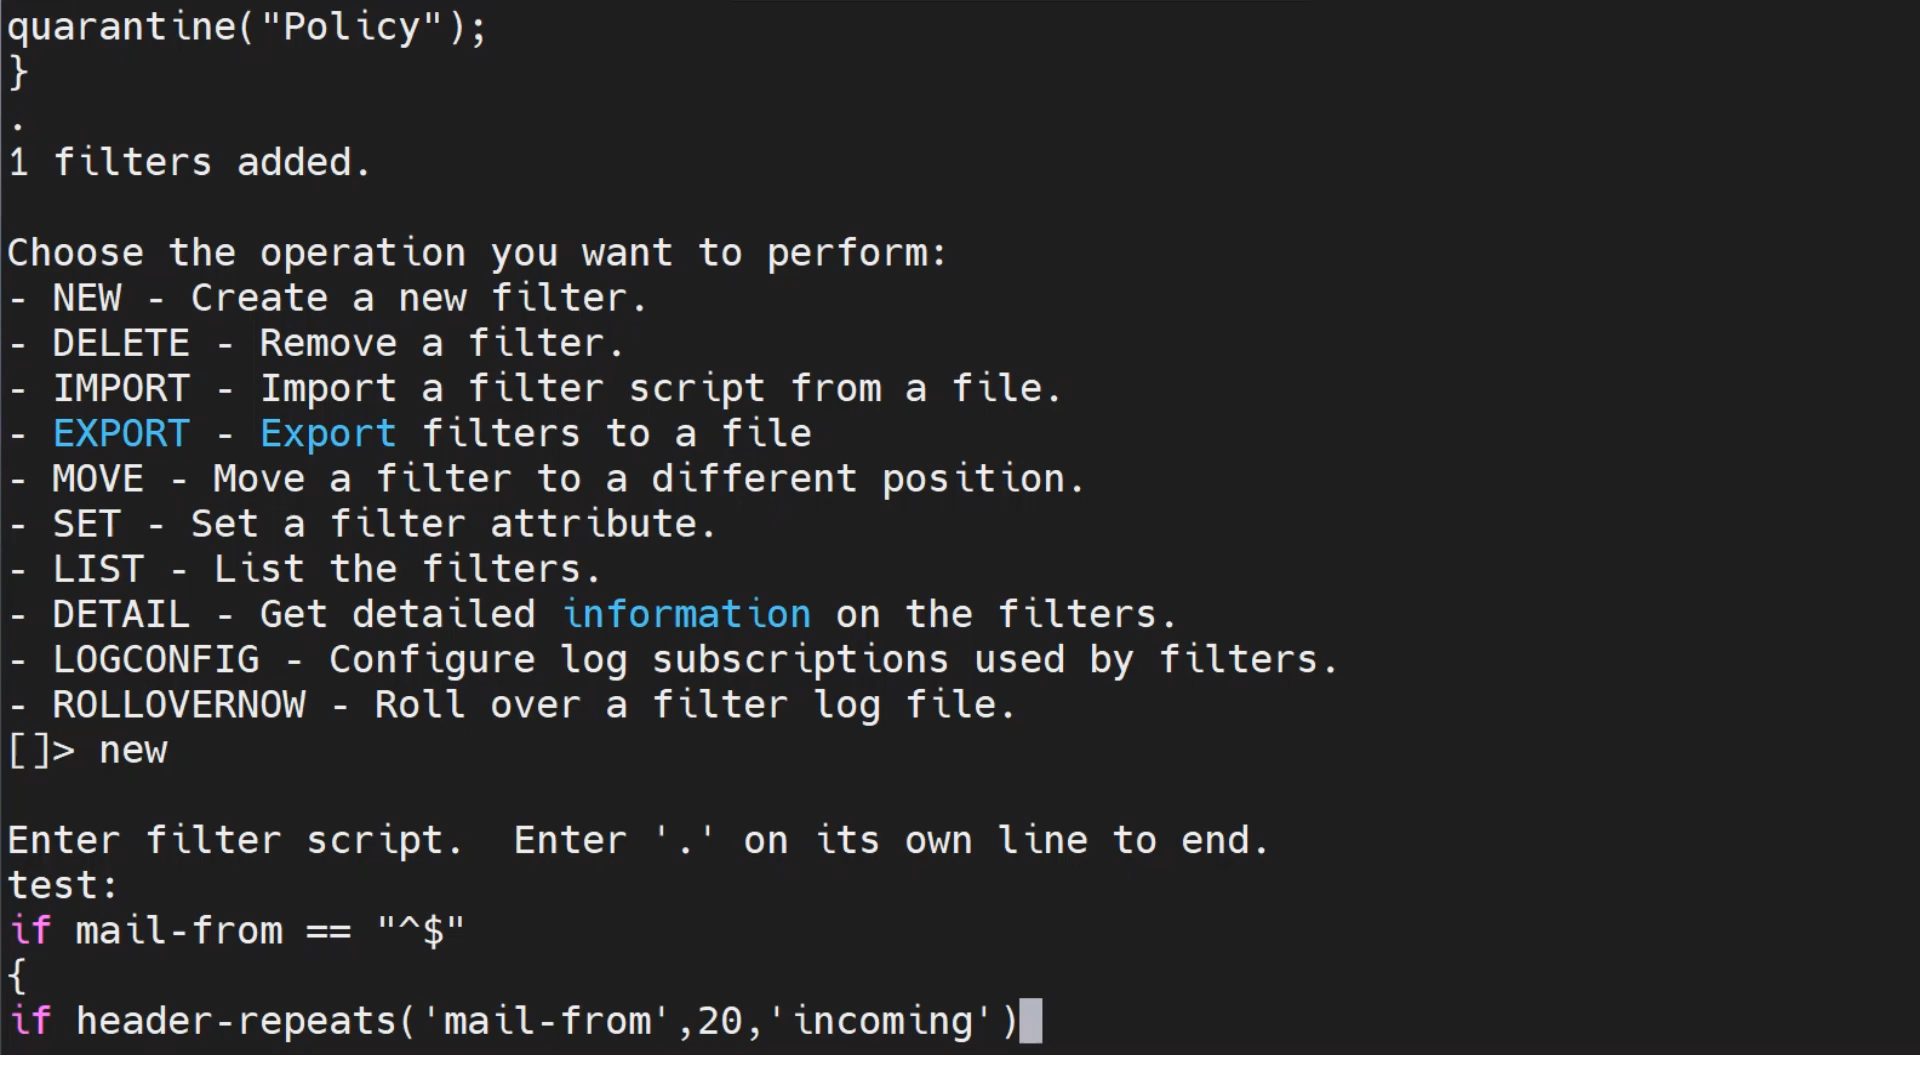 quarantine("Policy");
}
.
1 filters added.
Choose the operation you want to perform:
- NEW - Create a new filter.
- DELETE - Remove a filter.
- IMPORT - Import a filter script from a file.
- EXPORT - Export filters to a file
- MOVE - Move a filter to a different position.
- SET - Set a filter attribute.
- LIST - List the filters.
- DETAIL - Get detailed information on the filters.
- LOGCONFIG - Configure log subscriptions used by filters.
- ROLLOVERNOW - Roll over a filter log file.
[]> new
Enter filter script.  Enter '.' on its own line to end.
test:
if mail-from == "^$"
{
if header-repeats('mail-from',20,'incoming')